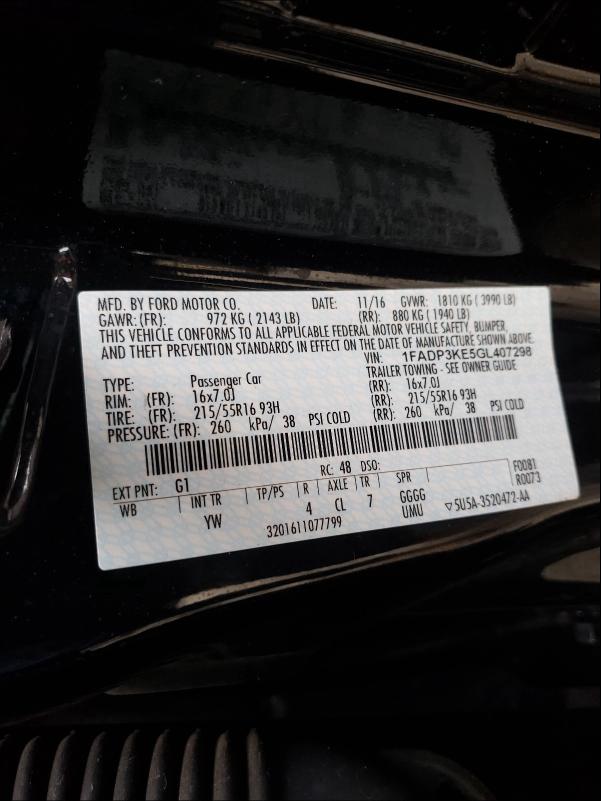 MFD. BY FORD MOTOR CO. DATE: 11/16 GVWR: 1810 KG ( 3990 LB)
GAWR: (FR): 972 KG ( 2143 LB) (RR): 880 KG ( 1940 LB)
THIS VEHICLE CONFORMS TO ALL APPLICABLE FEDERAL MOTOR VEHICLE SAFETY, BUMPER,
AND THEFT PREVENTION STANDARDS IN EFFECT ON THE DATE OF MANUFACTURE SHOWN ABOVE.
VIN: 1FADP3KE5GL407298
TYPE: Passenger Car TRAILER TOWING - SEE OWNER GUIDE
RIM: (FR): 16x7.0J (RR): 16x7.0J
TIRE: (FR): 215/55R16 93H (RR): 215/55R16 93H
PRESSURE: (FR): 260 kPa/ 38 PSI COLD (RR): 260 kPa/ 38 PSI COLD
RC: 48 DSO: F0081
EXT PNT: G1 R0073
WB INT TR TP/PS R AXLE TR SPR
YW 4 CL 7 GGGG
UMU ▽ 5U5A-3520472-AA
3201611077799